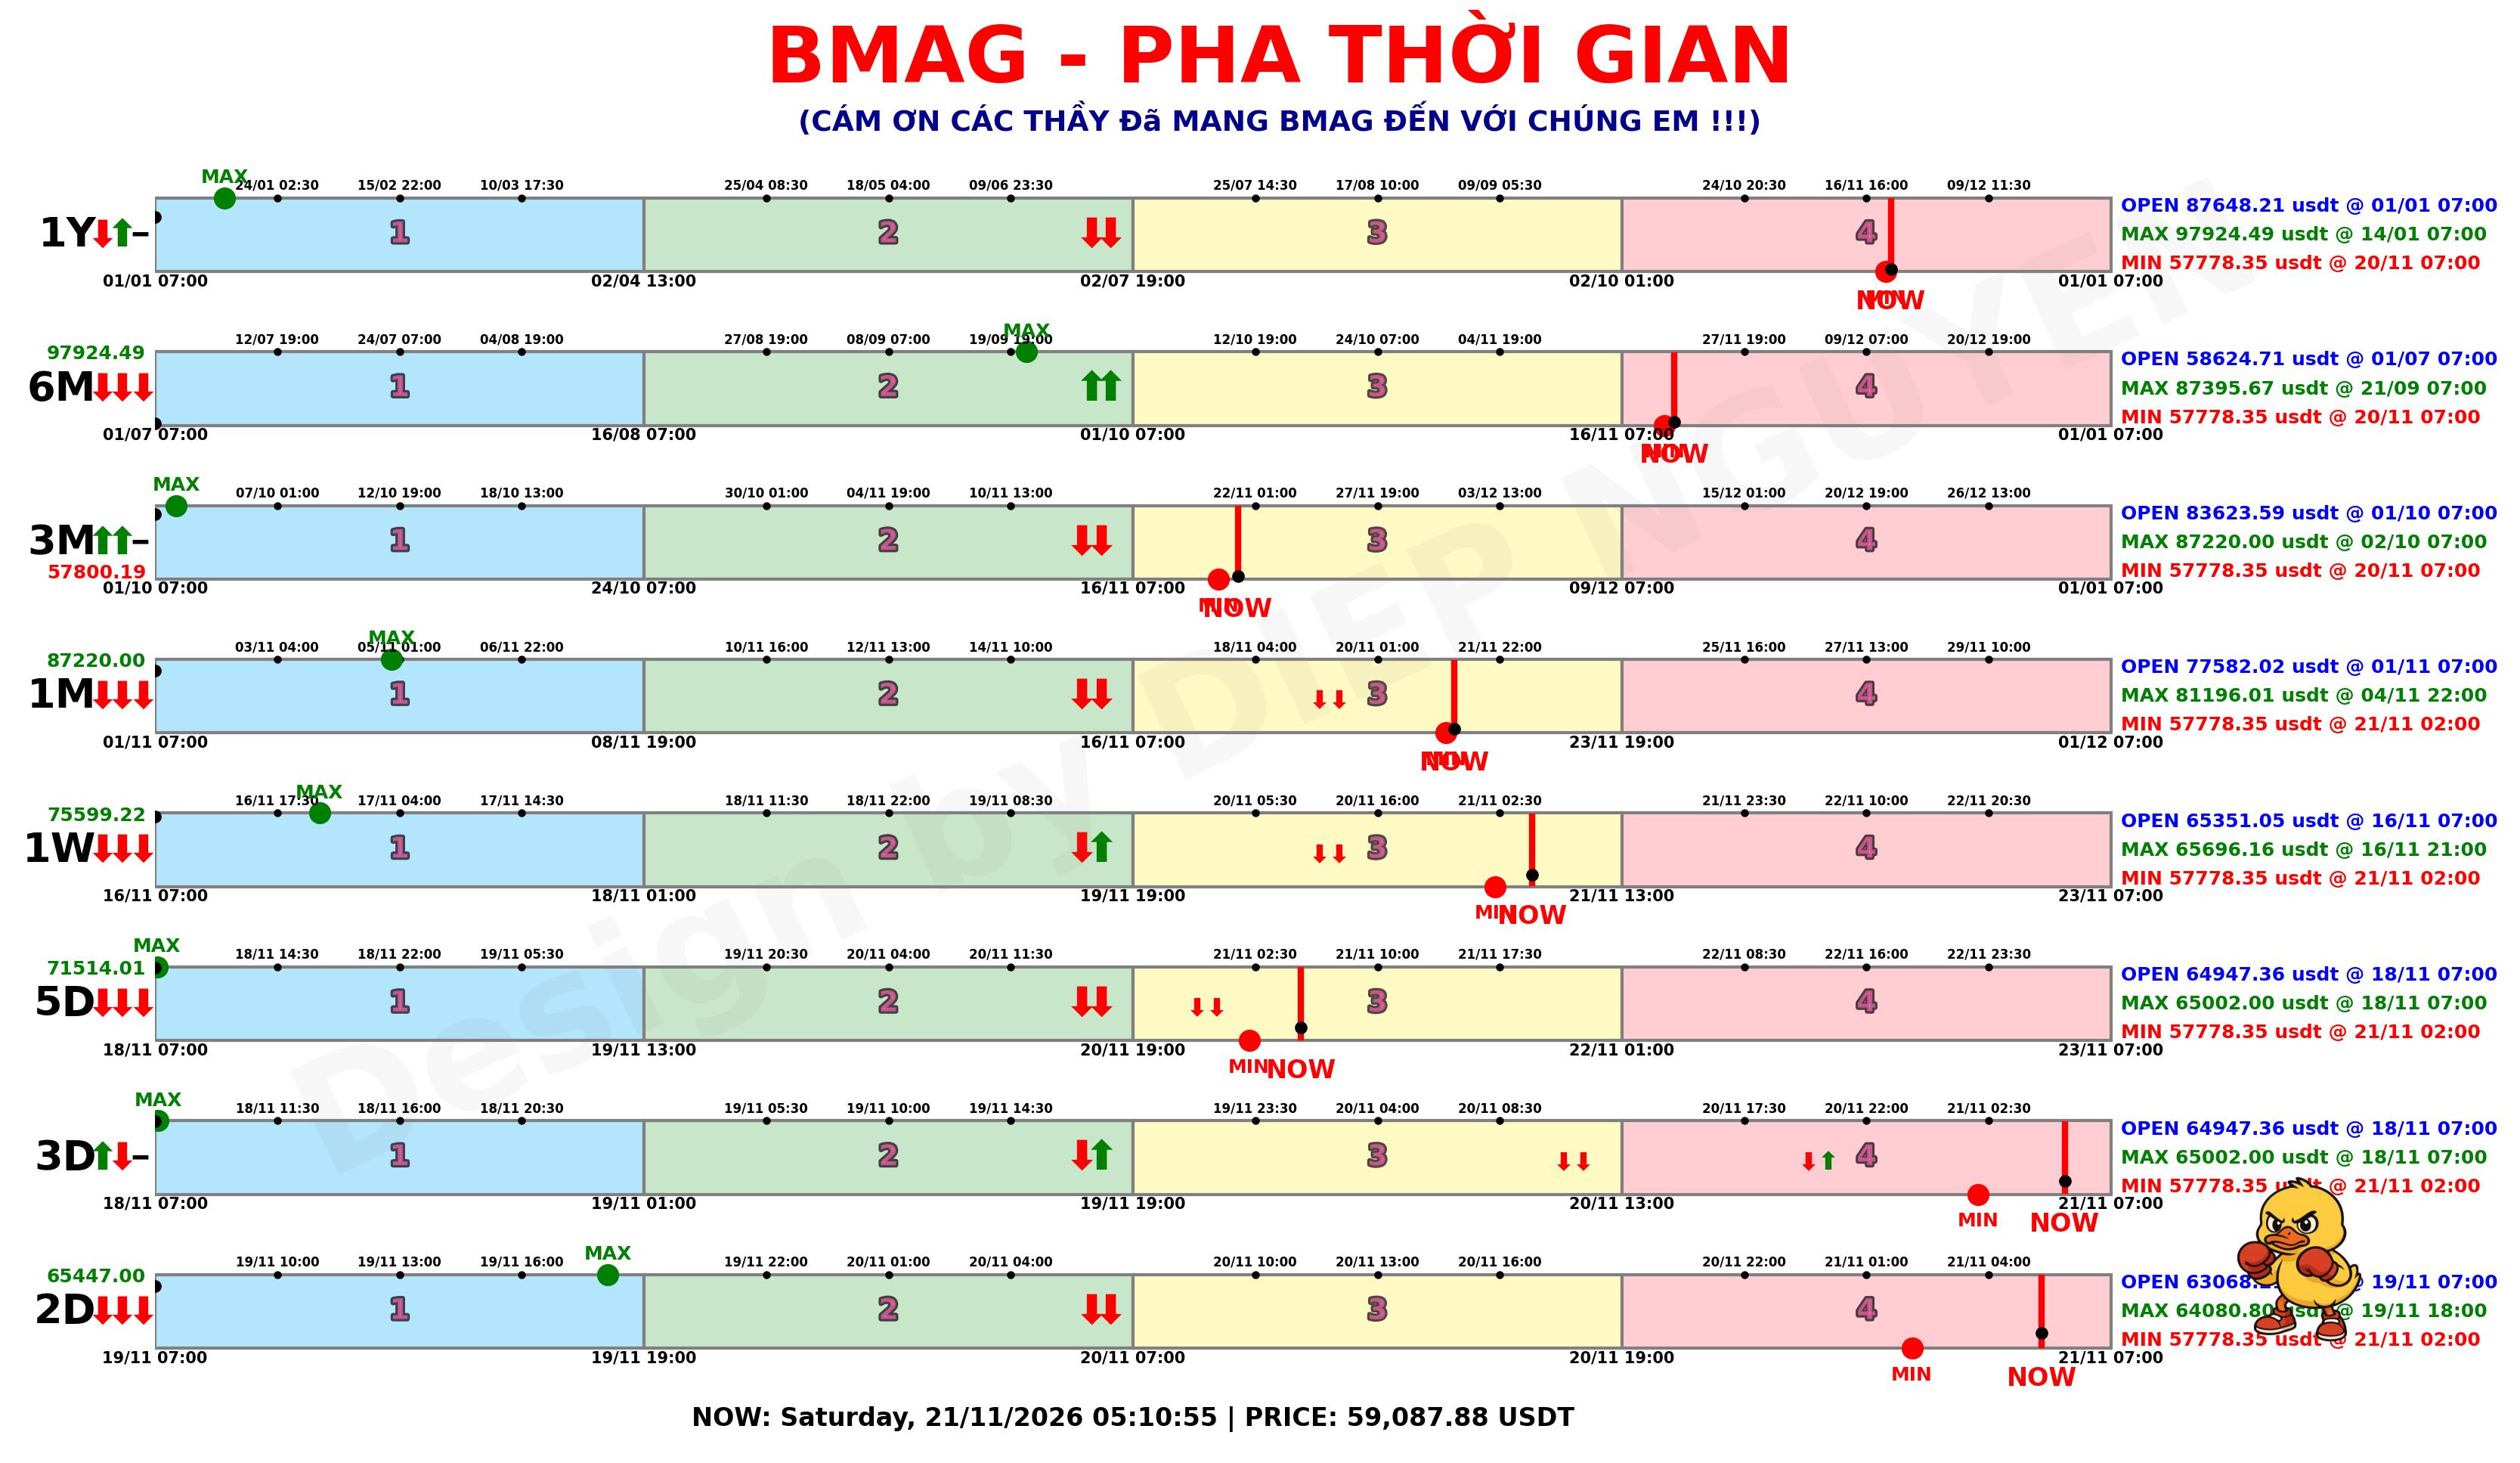 BMAG - PHA THỜI GIAN
(CÁM ƠN CÁC THẦY Đã MANG BMAG ĐẾN VỚI CHÚNG EM !!!)
MAX
24/01 02:30 15/02 22:00 10/03 17:30 25/04 08:30 18/05 04:00 09/06 23:30 25/07 14:30 17/08 10:00 09/09 05:30 24/10 20:30 16/11 16:00 09/12 11:30
OPEN 87648.21 usdt @ 01/01 07:00
1Y 1 2 3 4
MAX 97924.49 usdt @ 14/01 07:00
MIN 57778.35 usdt @ 20/11 07:00
01/01 07:00 02/04 13:00 02/07 19:00 02/10 01:00 01/01 07:00
MIN NOW
MAX
12/07 19:00 24/07 07:00 04/08 19:00 27/08 19:00 08/09 07:00 19/09 19:00 12/10 19:00 24/10 07:00 04/11 19:00 27/11 19:00 09/12 07:00 20/12 19:00
97924.49
OPEN 58624.71 usdt @ 01/07 07:00
6M 1 2 3 4
MAX 87395.67 usdt @ 21/09 07:00
MIN 57778.35 usdt @ 20/11 07:00
01/07 07:00 16/08 07:00 01/10 07:00 16/11 07:00 01/01 07:00
MIN NOW
MAX
07/10 01:00 12/10 19:00 18/10 13:00 30/10 01:00 04/11 19:00 10/11 13:00 22/11 01:00 27/11 19:00 03/12 13:00 15/12 01:00 20/12 19:00 26/12 13:00
OPEN 83623.59 usdt @ 01/10 07:00
3M 1 2 3 4
MAX 87220.00 usdt @ 02/10 07:00
57800.19
MIN 57778.35 usdt @ 20/11 07:00
01/10 07:00 24/10 07:00 16/11 07:00 09/12 07:00 01/01 07:00
MIN NOW
MAX
03/11 04:00 05/11 01:00 06/11 22:00 10/11 16:00 12/11 13:00 14/11 10:00 18/11 04:00 20/11 01:00 21/11 22:00 25/11 16:00 27/11 13:00 29/11 10:00
87220.00
OPEN 77582.02 usdt @ 01/11 07:00
1M 1 2 3 4
MAX 81196.01 usdt @ 04/11 22:00
MIN 57778.35 usdt @ 21/11 02:00
01/11 07:00 08/11 19:00 16/11 07:00 23/11 19:00 01/12 07:00
MIN NOW
MAX
16/11 17:30 17/11 04:00 17/11 14:30 18/11 11:30 18/11 22:00 19/11 08:30 20/11 05:30 20/11 16:00 21/11 02:30 21/11 23:30 22/11 10:00 22/11 20:30
75599.22
OPEN 65351.05 usdt @ 16/11 07:00
1W 1 2 3 4
MAX 65696.16 usdt @ 16/11 21:00
MIN 57778.35 usdt @ 21/11 02:00
16/11 07:00 18/11 01:00 19/11 19:00 21/11 13:00 23/11 07:00
MIN NOW
MAX
18/11 14:30 18/11 22:00 19/11 05:30 19/11 20:30 20/11 04:00 20/11 11:30 21/11 02:30 21/11 10:00 21/11 17:30 22/11 08:30 22/11 16:00 22/11 23:30
71514.01
OPEN 64947.36 usdt @ 18/11 07:00
5D 1 2 3 4
MAX 65002.00 usdt @ 18/11 07:00
MIN 57778.35 usdt @ 21/11 02:00
18/11 07:00 19/11 13:00 20/11 19:00 22/11 01:00 23/11 07:00
MIN NOW
MAX
18/11 11:30 18/11 16:00 18/11 20:30 19/11 05:30 19/11 10:00 19/11 14:30 19/11 23:30 20/11 04:00 20/11 08:30 20/11 17:30 20/11 22:00 21/11 02:30
OPEN 64947.36 usdt @ 18/11 07:00
3D 1 2 3 4
MAX 65002.00 usdt @ 18/11 07:00
MIN 57778.35 usdt @ 21/11 02:00
18/11 07:00 19/11 01:00 19/11 19:00 20/11 13:00 21/11 07:00
MIN NOW
MAX
19/11 10:00 19/11 13:00 19/11 16:00 19/11 22:00 20/11 01:00 20/11 04:00 20/11 10:00 20/11 13:00 20/11 16:00 20/11 22:00 21/11 01:00 21/11 04:00
65447.00
OPEN @ 19/11 07:00
2D 1 2 3 4
MAX 64080.80 usdt @ 19/11 18:00
MIN 57778.35 usdt @ 21/11 02:00
19/11 07:00 19/11 19:00 20/11 07:00 20/11 19:00 21/11 07:00
MIN NOW
NOW: Saturday, 21/11/2026 05:10:55 | PRICE: 59,087.88 USDT
Design by DIEP NGUYEN